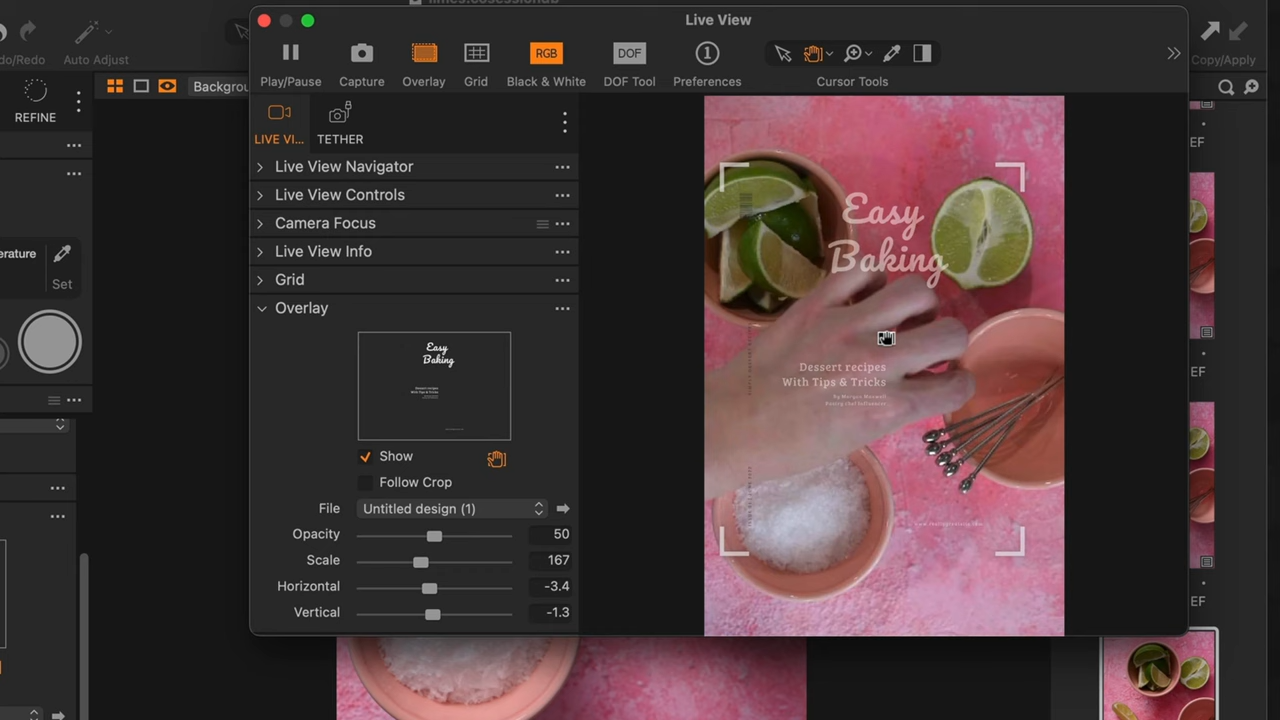 Live View
do/Redo
Auto Adjust
Play/Pause
Capture
Overlay
Grid
RGB
Black & White
DOF
DOF Tool
1
Preferences
Cursor Tools
Copy/Apply
REFINE
Backgrou
LIVE VI...
TETHER
Live View Navigator
Live View Controls
Camera Focus
Live View Info
Grid
Overlay
erature
Set
Easy
Baking
Show
Follow Crop
File
Untitled design (1)
Opacity
50
Scale
167
Horizontal
-3.4
Vertical
-1.3
Easy
Baking
Dessert recipes
With Tips & Tricks
EF
EF
EF